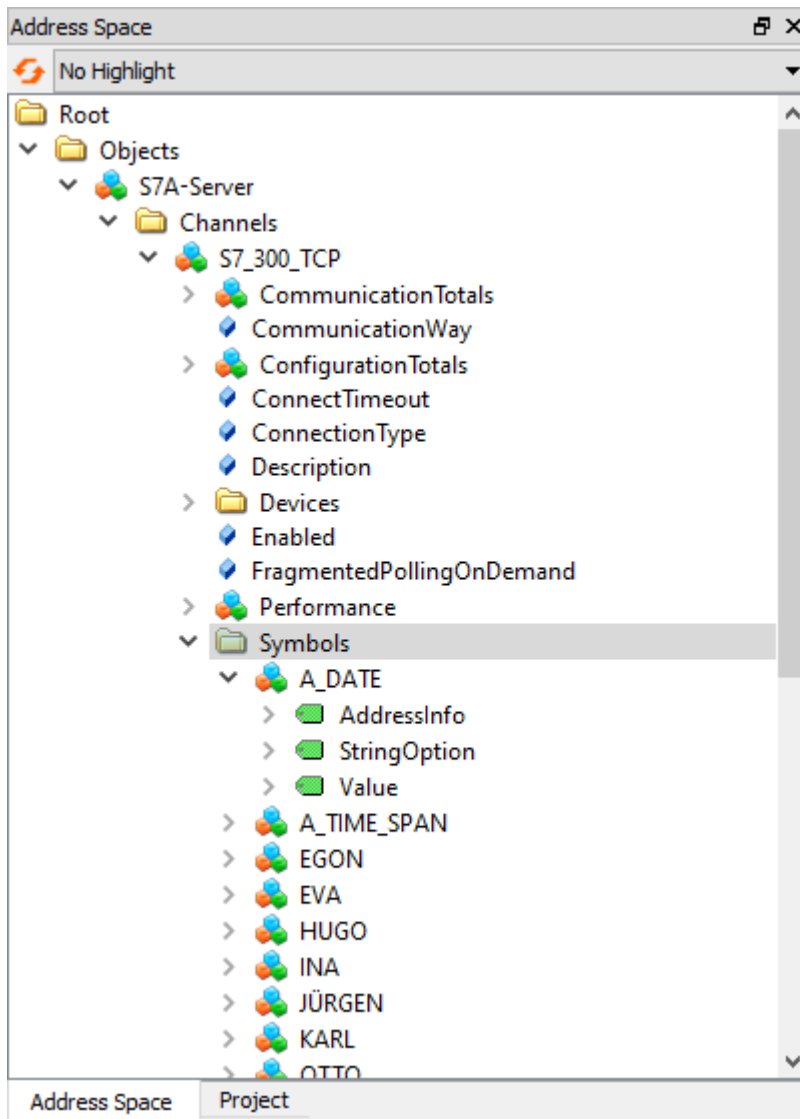 Address Space
No Highlight
Root
Objects
S7A-Server
Channels
S7_300_TCP
CommunicationTotals
CommunicationWay
ConfigurationTotals
ConnectTimeout
ConnectionType
Description
Devices
Enabled
FragmentedPollingOnDemand
Performance
Symbols
A_DATE
AddressInfo
StringOption
Value
A_TIME_SPAN
EGON
EVA
HUGO
INA
JÜRGEN
KARL
OTTO
Address Space Project